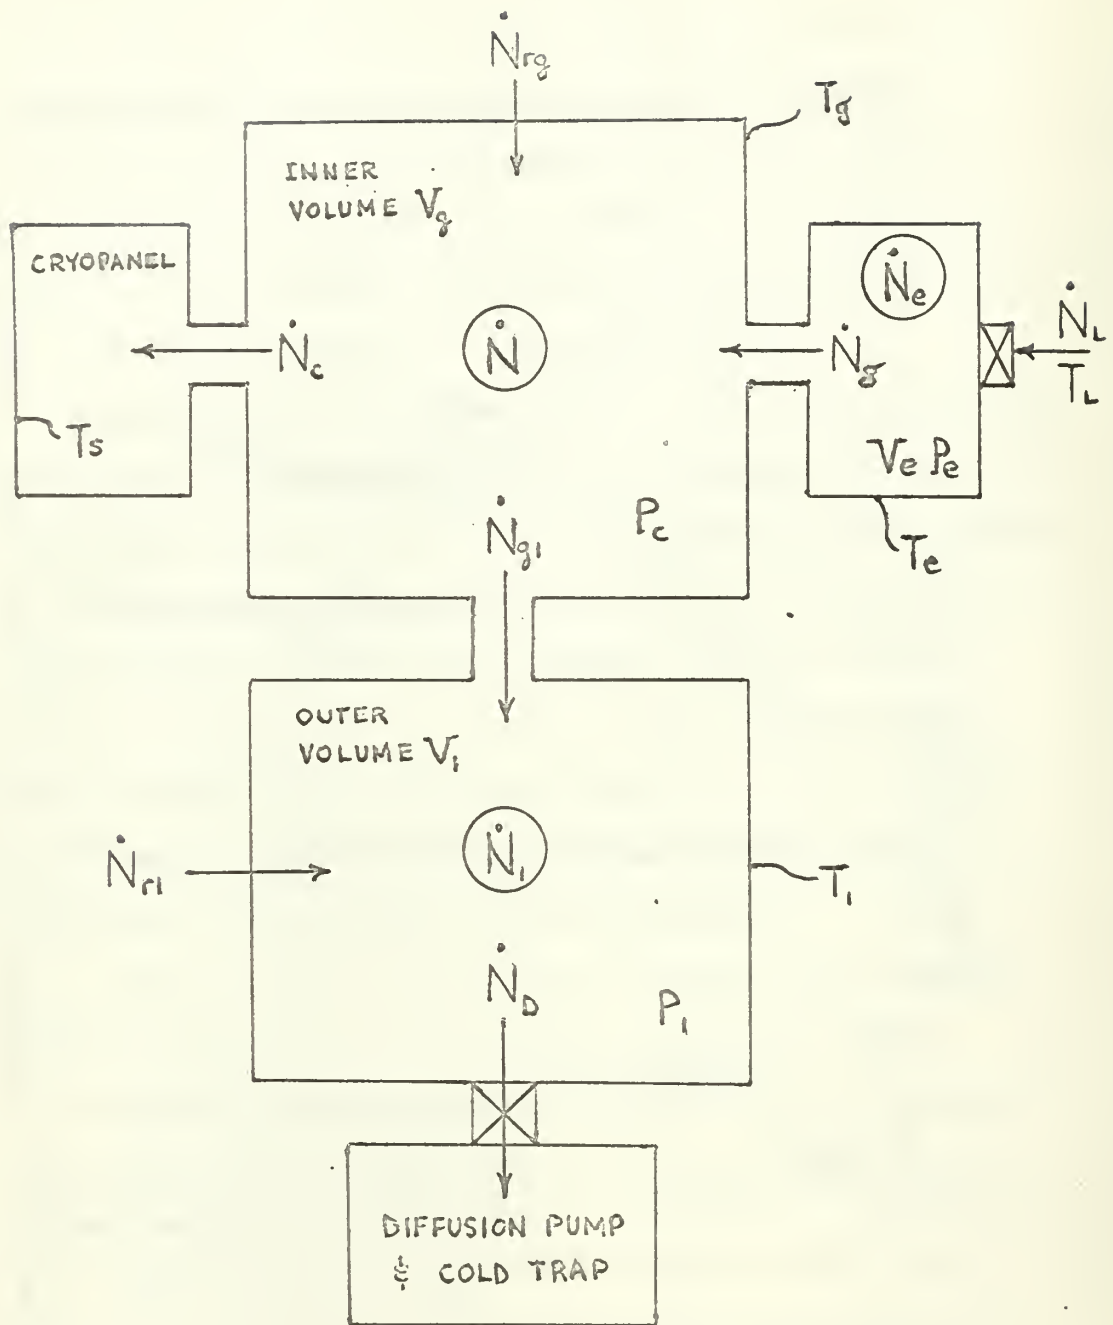 Ṅrg
Tg
INNER
VOLUME Vg
CRYOPANEL
Ṅe
ṄL
TL
Ṅc
Ṅ
Ṅg
Ts
Ve Pe
Pc
Te
Ṅg1
OUTER
VOLUME V1
Ṅ1
Ṅr1
T1
ṄD
P1
DIFFUSION PUMP
& COLD TRAP